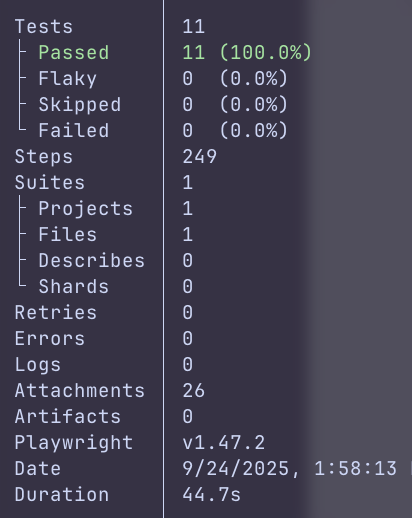 Tests 11
Passed 11 (100.0%)
Flaky 0 (0.0%)
Skipped 0 (0.0%)
Failed 0 (0.0%)
Steps 249
Suites 1
Projects 1
Files 1
Describes 0
Shards 0
Retries 0
Errors 0
Logs 0
Attachments 26
Artifacts 0
Playwright v1.47.2
Date 9/24/2025, 1:58:13
Duration 44.7s